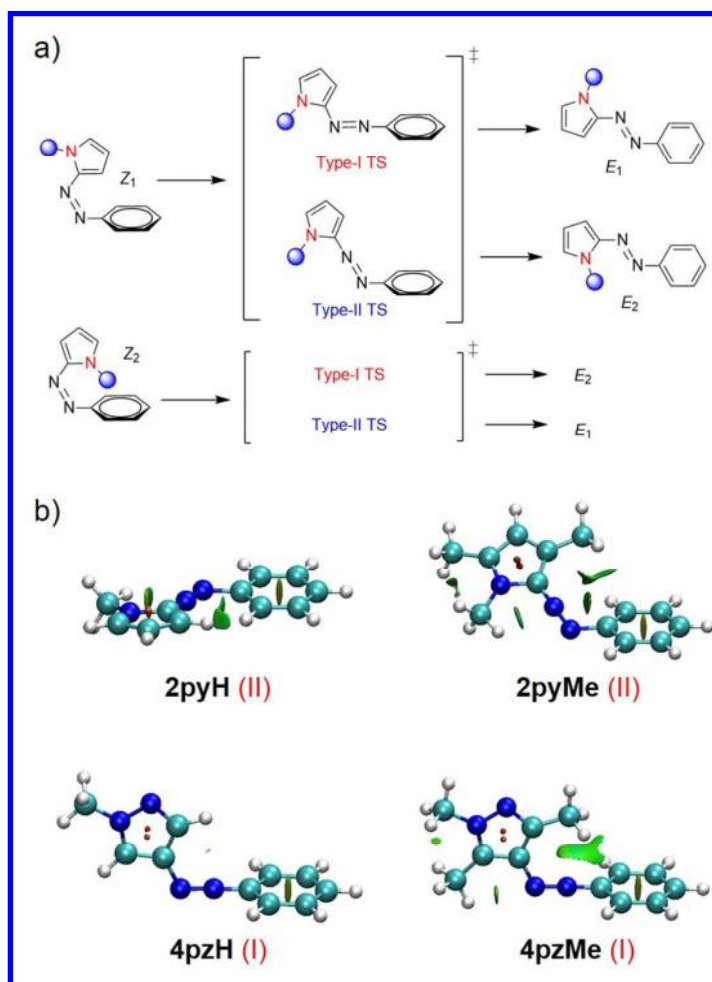 a)
‡
N
N=N
N
Type-I TS
N
N
N
E₁
N
Z₁
N
N
N
N
N
Type-II TS
N
N
N
E₂
Z₂
N
N
N
‡
Type-I TS
E₂
Type-II TS
E₁
b)
2pyH (II)
2pyMe (II)
4pzH (I)
4pzMe (I)